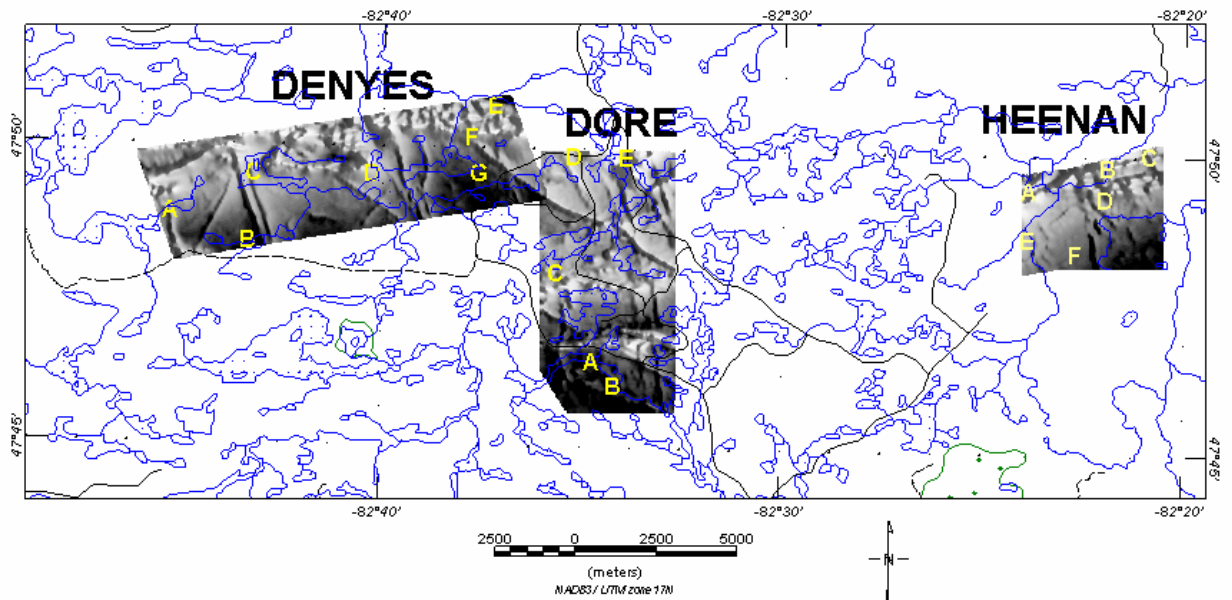 -82°40' -82°30' -82°20'
DENYES
DORE
HEENAN
47°50' 47°50'
E
F
D E
C
B
C D G
A
D
A
B
E
F
C
A
B
47°45' 47°45'
-82°40' -82°30' -82°20'
2500 0 2500 5000
(meters)
NAD83 / UTM zone 17N
N